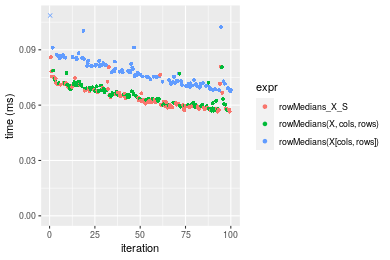 0.09
0.06
0.03
0.00
time (ms)
0
25
50
75
100
iteration
expr
rowMedians_X_S
rowMedians(X, cols, rows)
rowMedians(X[cols, rows])